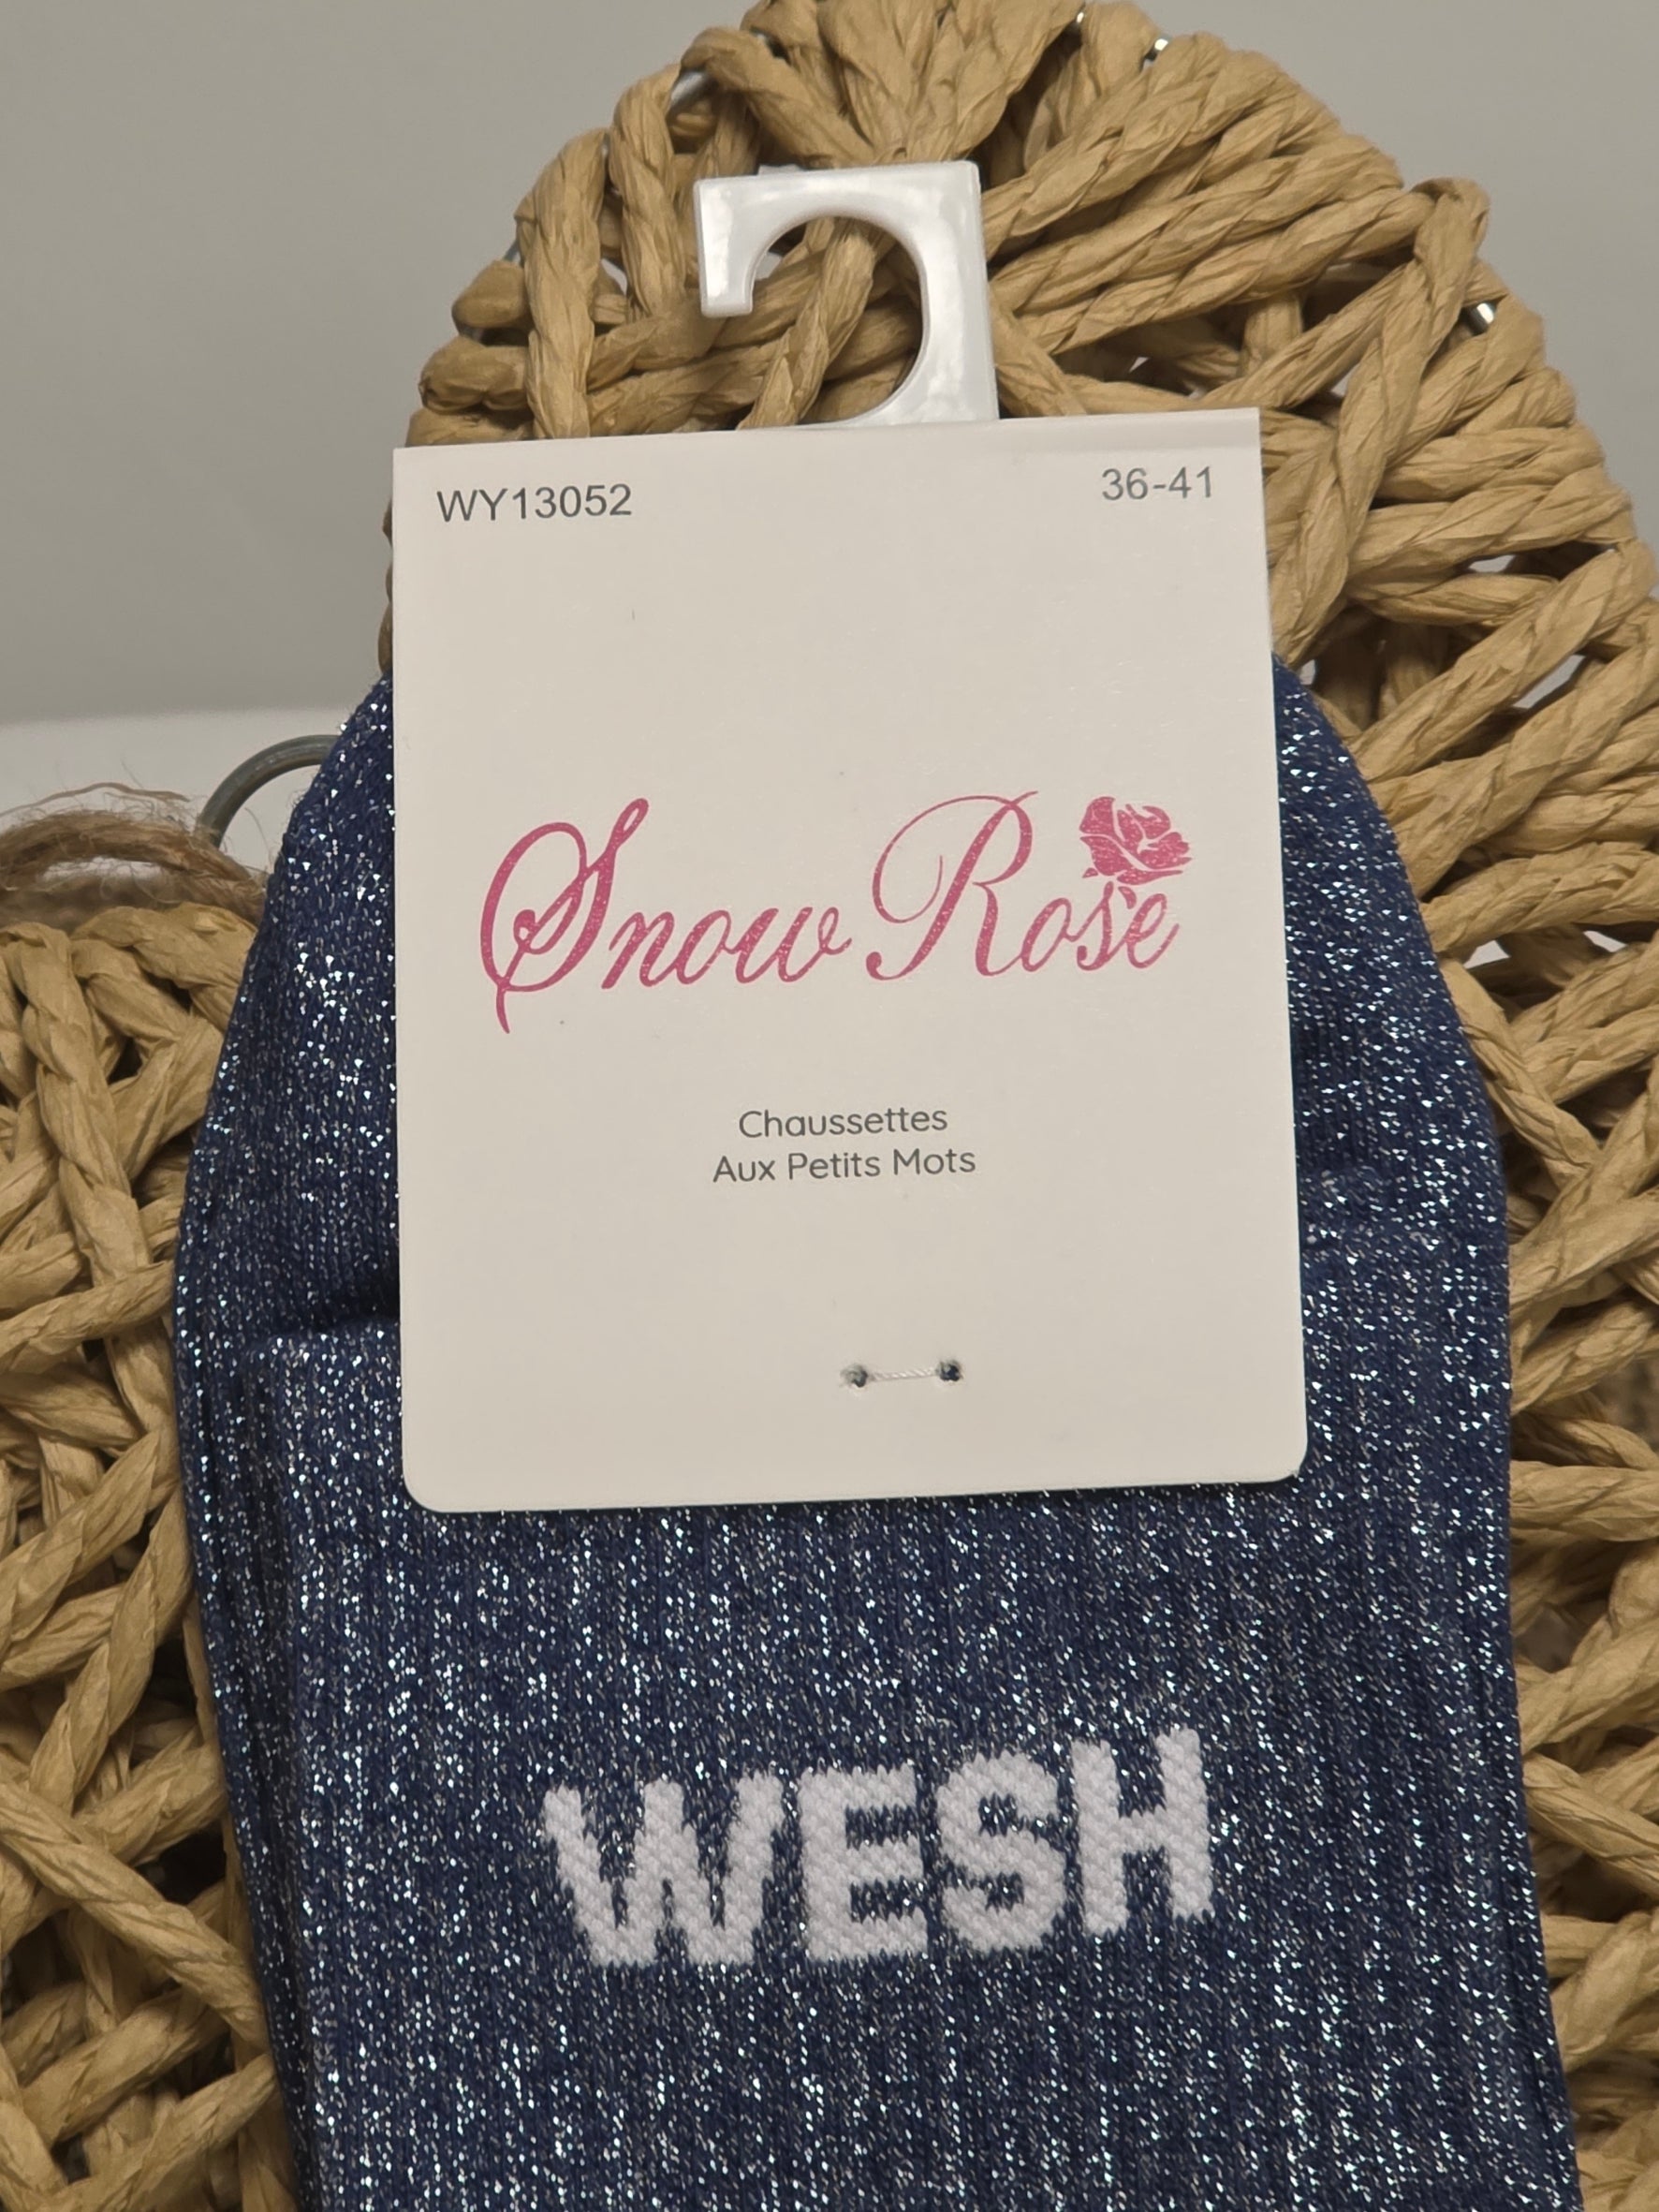 WY13052 36-41
Snow Rose
Chaussettes
Aux Petits Mots
WESH